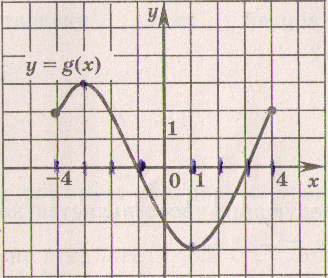 y
y = g(x)
1
−4 0 1 4 x